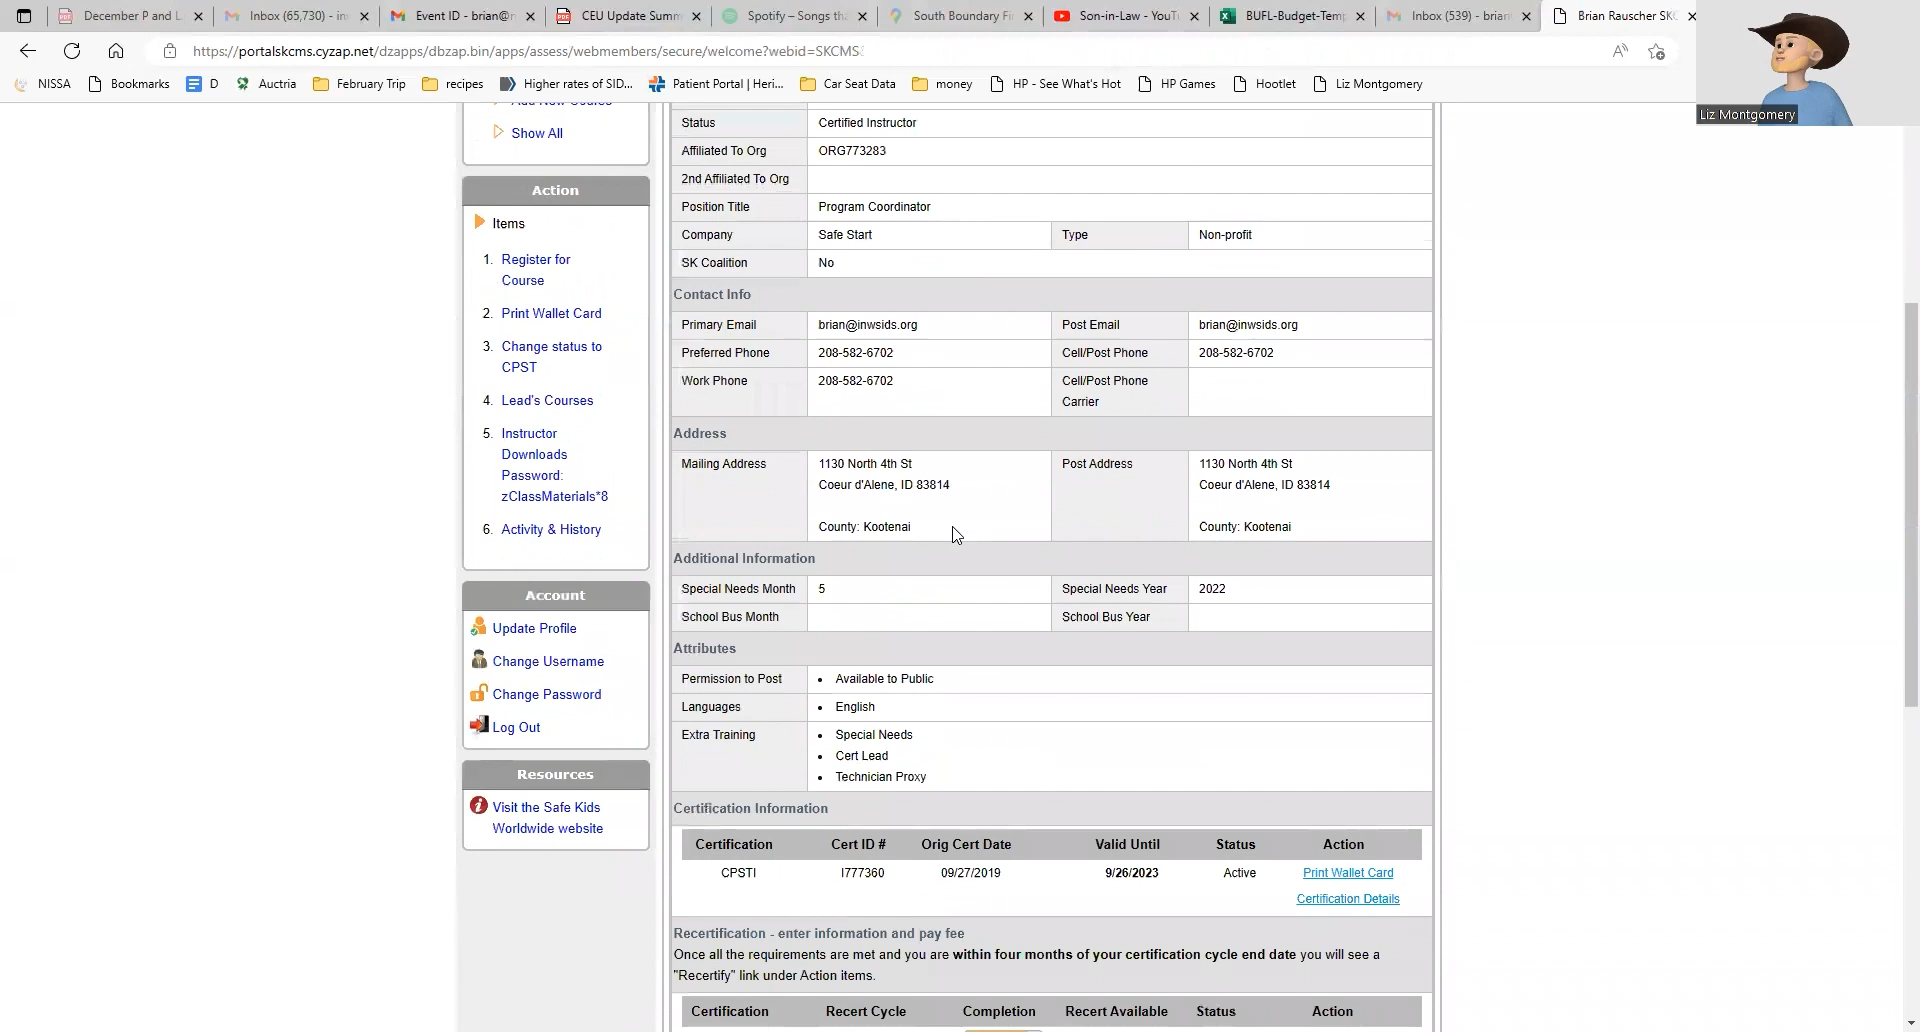 December P and L
Inbox (65,730) - in
Event ID - brian@r
CEU Update Summ
Spotify – Songs tha
South Boundary Fi
Son-in-Law - YouT
BUFL-Budget-Temp
Inbox (539) - brian
Brian Rauscher SKC
https://portalskcms.cyzap.net/dzapps/dbzap.bin/apps/assess/webmembers/secure/welcome?webid=SKCMS
NISSA
Bookmarks
D
Auctria
February Trip
recipes
Higher rates of SID...
Patient Portal | Heri...
Car Seat Data
money
HP - See What's Hot
HP Games
Hootlet
Liz Montgomery
Liz Montgomery
Show All
Action
Items
1. Register for
Course
2. Print Wallet Card
3. Change status to
CPST
4. Lead's Courses
5. Instructor
Downloads
Password:
zClassMaterials*8
6. Activity & History
Account
Update Profile
Change Username
Change Password
Log Out
Resources
Visit the Safe Kids
Worldwide website
Status Certified Instructor
Affiliated To Org ORG773283
2nd Affiliated To Org
Position Title Program Coordinator
Company Safe Start Type Non-profit
SK Coalition No
Contact Info
Primary Email brian@inwsids.org Post Email brian@inwsids.org
Preferred Phone 208-582-6702 Cell/Post Phone 208-582-6702
Work Phone 208-582-6702 Cell/Post Phone
Carrier
Address
Mailing Address 1130 North 4th St Post Address 1130 North 4th St
Coeur d'Alene, ID 83814 Coeur d'Alene, ID 83814
County: Kootenai County: Kootenai
Additional Information
Special Needs Month 5 Special Needs Year 2022
School Bus Month School Bus Year
Attributes
Permission to Post • Available to Public
Languages • English
Extra Training • Special Needs
• Cert Lead
• Technician Proxy
Certification Information
Certification Cert ID # Orig Cert Date Valid Until Status Action
CPSTI I777360 09/27/2019 9/26/2023 Active Print Wallet Card
Certification Details
Recertification - enter information and pay fee
Once all the requirements are met and you are within four months of your certification cycle end date you will see a
"Recertify" link under Action items.
Certification Recert Cycle Completion Recert Available Status Action